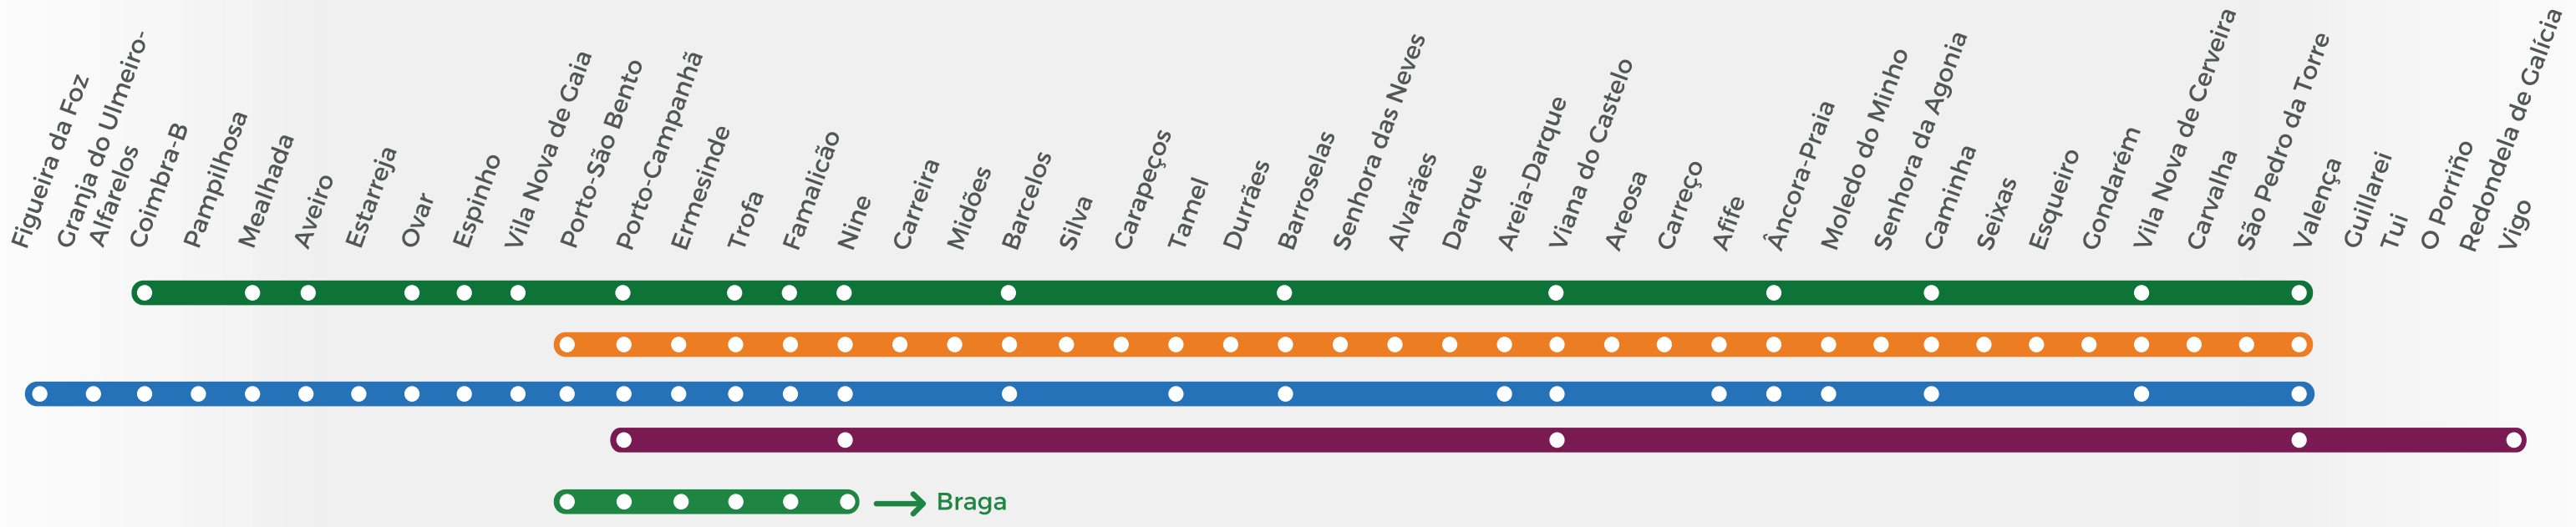 Figueira da Foz
Granja do Ulmeiro-
Alfarelos
Coimbra-B
Pampilhosa
Mealhada
Aveiro
Estarreja
Ovar
Espinho
Vila Nova de Gaia
Porto-São Bento
Porto-Campanhã
Ermesinde
Trofa
Famalicão
Nine
Carreira
Midões
Barcelos
Silva
Carapeços
Tamel
Durrães
Barroselas
Senhora das Neves
Alvarães
Darque
Areia-Darque
Viana do Castelo
Areosa
Carreço
Afife
Âncora-Praia
Moledo do Minho
Senhora da Agonia
Caminha
Seixas
Esqueiro
Gondarém
Vila Nova de Cerveira
Carvalha
São Pedro da Torre
Valença
Guillarei
Tui
O Porriño
Redondela de Galícia
Vigo
Braga